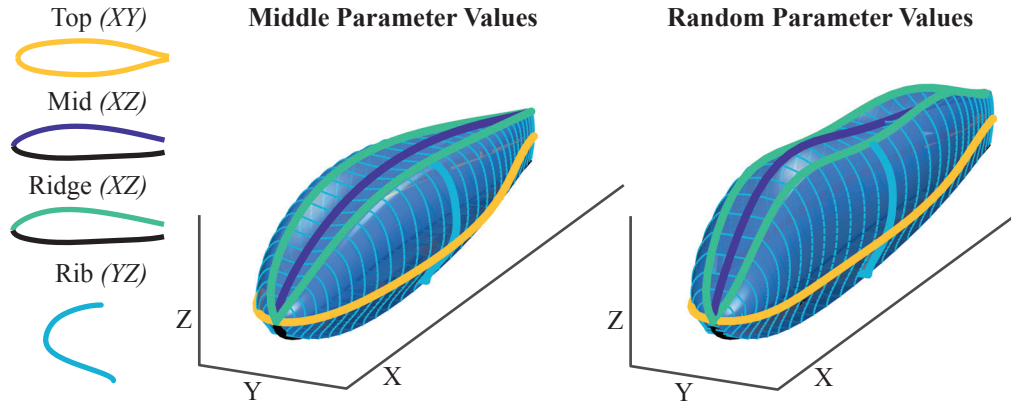 Top (XY)
Mid (XZ)
Ridge (XZ)
Rib (YZ)
Middle Parameter Values
Z
Y
X
Random Parameter Values
Z
Y
X